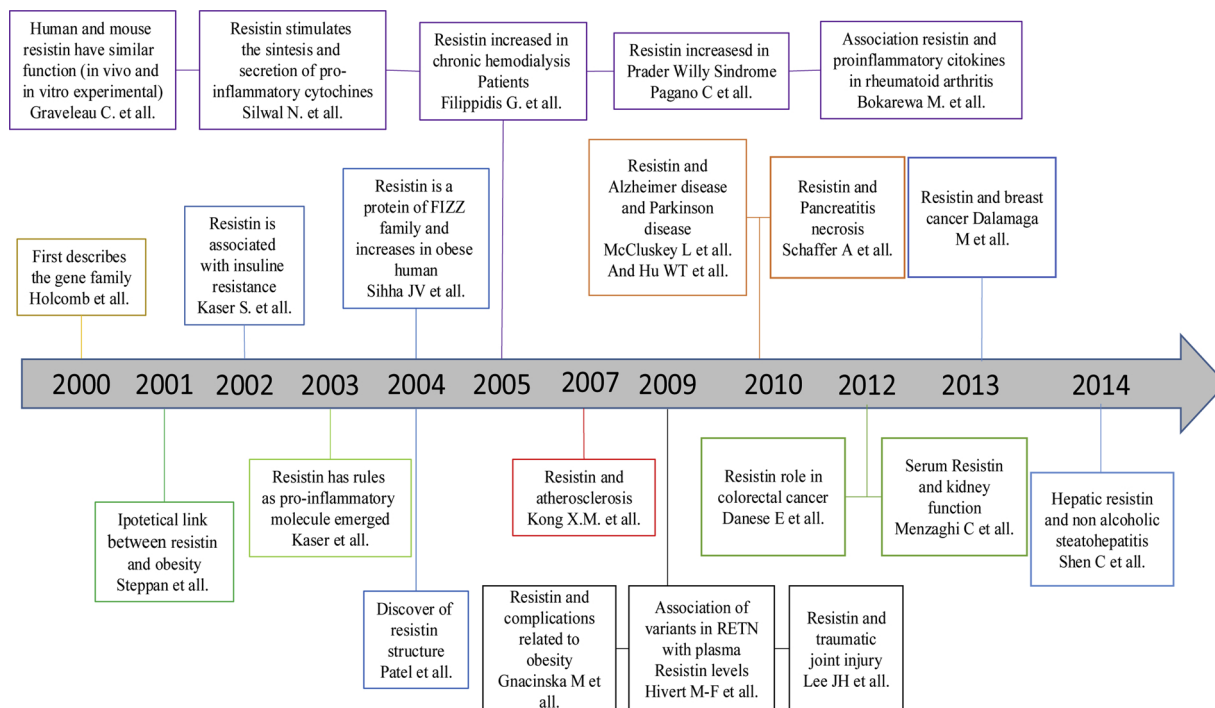 Human and mouse
resistin have similar
function (in vivo and
in vitro experimental)
Graveleau C. et all.
Resistin stimulates
the sintesis and
secretion of pro-
inflammatory cytochines
Silwal N. et all.
Resistin increased in
chronic hemodialysis
Patients
Filippidis G. et all.
Resistin increasesd in
Prader Willy Sindrome
Pagano C et all.
Association resistin and
proinflammatory citokines
in rheumatoid arthritis
Bokarewa M. et all.
First describes
the gene family
Holcomb et all.
Resistin is
associated
with insuline
resistance
Kaser S. et all.
Resistin is a
protein of FIZZ
family and
increases in obese
human
Sihha JV et all.
Resistin and
Alzheimer disease
and Parkinson
disease
McCluskey L et all.
And Hu WT et all.
Resistin and
Pancreatitis
necrosis
Schaffer A et all.
Resistin and breast
cancer Dalamaga
M et all.
2000 2001 2002 2003 2004 2005 2007 2009 2010 2012 2013 2014
Ipotetical link
between resistin
and obesity
Steppan et all.
Resistin has rules
as pro-inflammatory
molecule emerged
Kaser et all.
Discover of
resistin
structure
Patel et all.
Resistin and
atherosclerosis
Kong X.M. et all.
Resistin and
complications
related to
obesity
Gnacinska M et
all.
Association of
variants in RETN
with plasma
Resistin levels
Hivert M-F et all.
Resistin and
traumatic
joint injury
Lee JH et all.
Resistin role in
colorectal cancer
Danese E et all.
Serum Resistin
and kidney
function
Menzaghi C et all.
Hepatic resistin
and non alcoholic
steatohepatitis
Shen C et all.